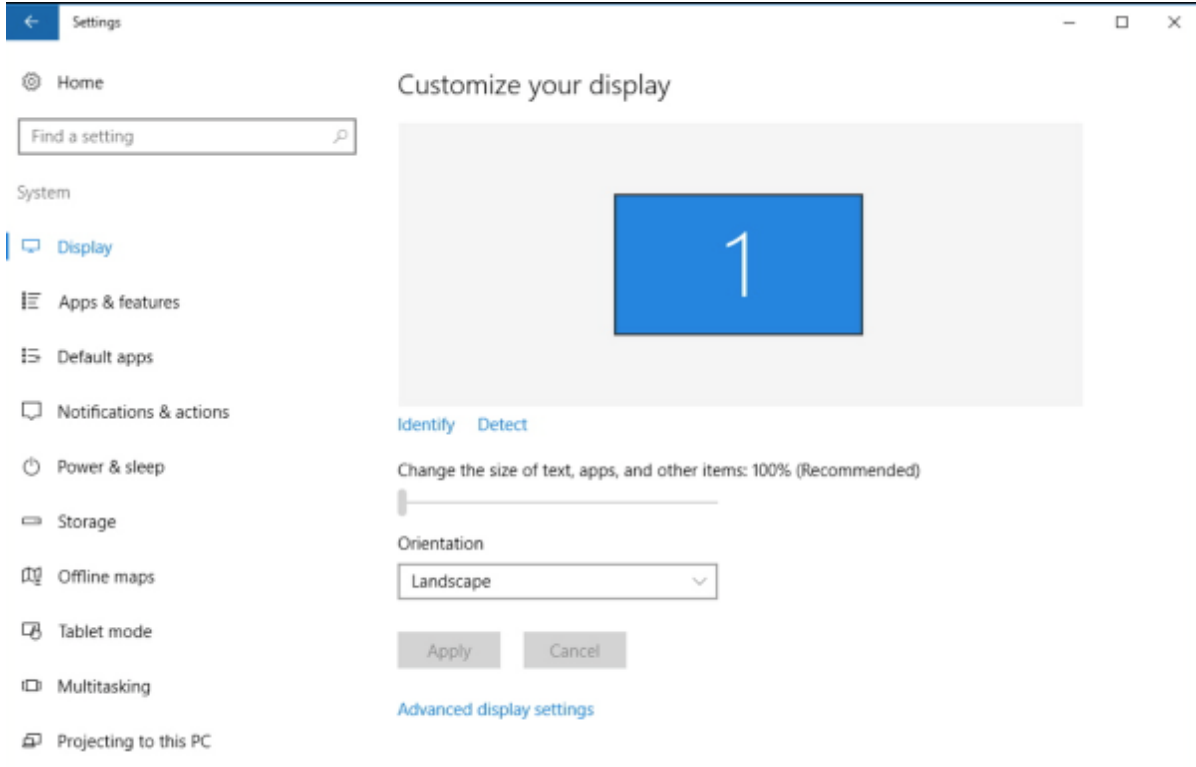 Settings
Home
Find a setting
System
Display
Apps & features
Default apps
Notifications & actions
Power & sleep
Storage
Offline maps
Tablet mode
Multitasking
Projecting to this PC
Customize your display
1
Identify Detect
Change the size of text, apps, and other items: 100% (Recommended)
Orientation
Landscape
Apply Cancel
Advanced display settings